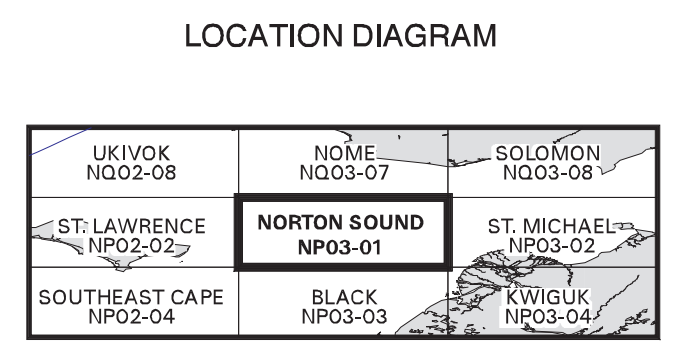 LOCATION DIAGRAM
UKIVOK
NQ02-08
NOME
NQ03-07
SOLOMON
NQ03-08
ST. LAWRENCE
NP02-02
NORTON SOUND
NP03-01
ST. MICHAEL
NP03-02
SOUTHEAST CAPE
NP02-04
BLACK
NP03-03
KWIGUK
NP03-04